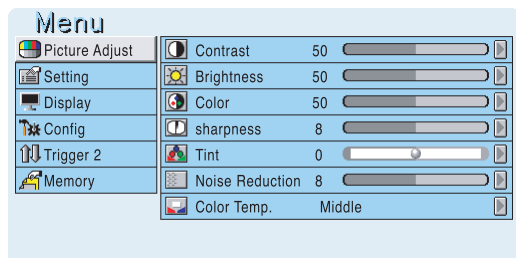 Menu
Picture Adjust
Setting
Display
Config
Trigger 2
Memory
Contrast 50
Brightness 50
Color 50
sharpness 8
Tint 0
Noise Reduction 8
Color Temp. Middle